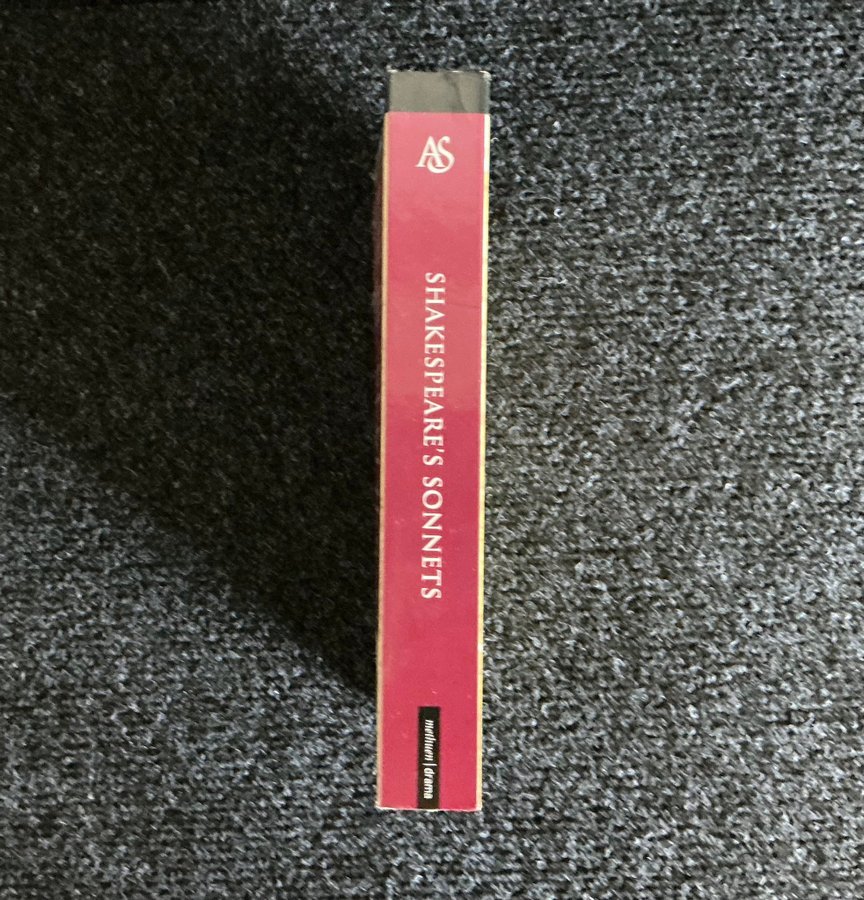 AS
SHAKESPEARE'S SONNETS
methuen | drama